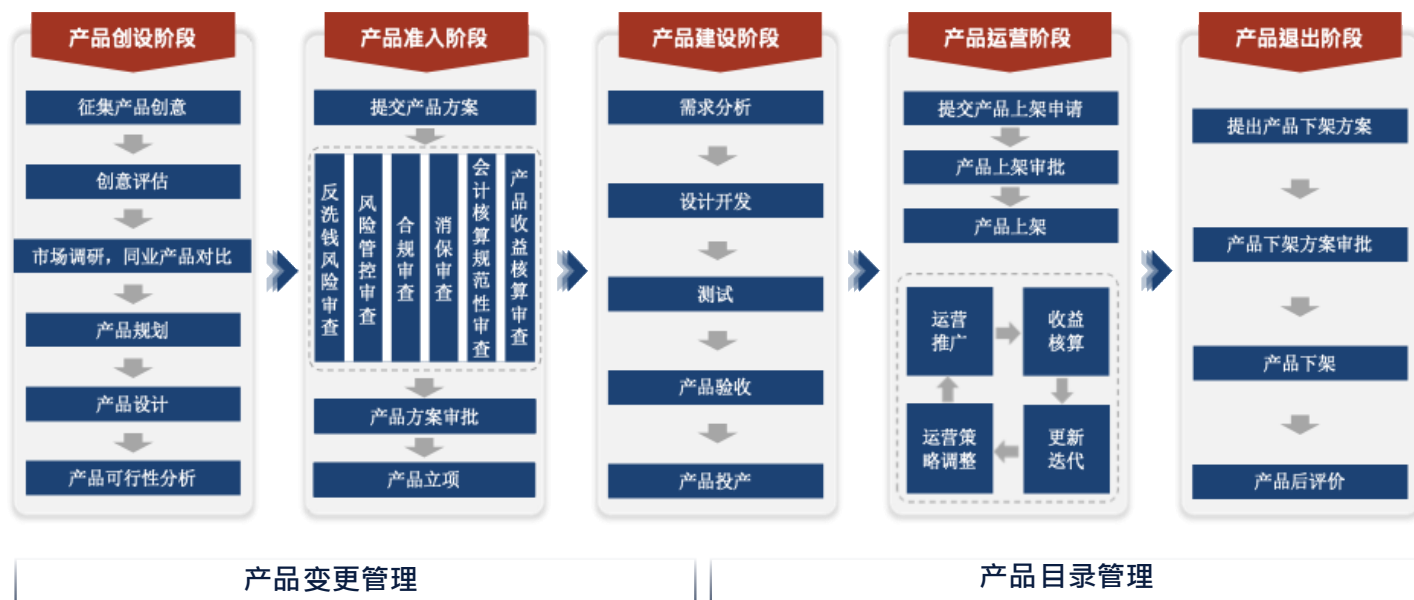 产品创设阶段
征集产品创意
创意评估
市场调研，同业产品对比
产品规划
产品设计
产品可行性分析
产品准入阶段
提交产品方案
反洗钱风险审查
风险管控审查
合规审查
消保审查
会计核算规范性审查
产品收益核算审查
产品方案审批
产品立项
产品建设阶段
需求分析
设计开发
测试
产品验收
产品投产
产品运营阶段
提交产品上架申请
产品上架审批
产品上架
运营
推广
收益
核算
运营策
略调整
更新
迭代
产品退出阶段
提出产品下架方案
产品下架方案审批
产品下架
产品后评价
产品变更管理
产品目录管理